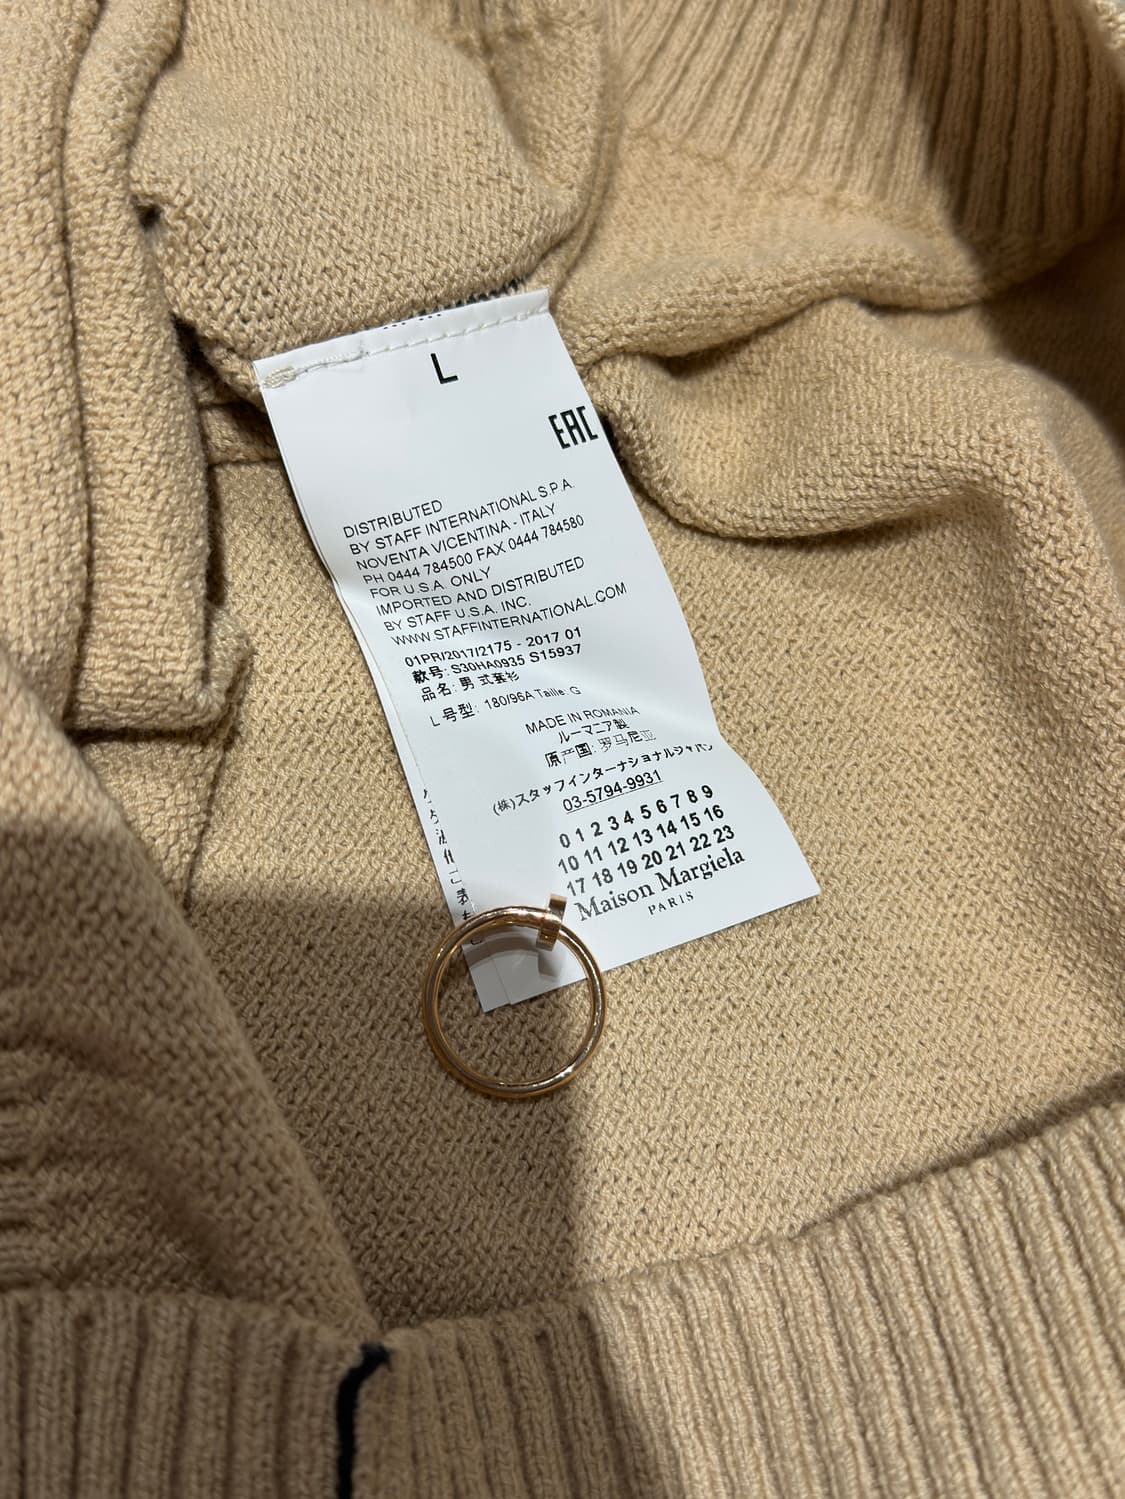 L
EAC
DISTRIBUTED
BY STAFF INTERNATIONAL S.P.A.
NOVENTA VICENTINA - ITALY
PH 0444 784500 FAX 0444 784580
FOR U.S.A. ONLY
IMPORTED AND DISTRIBUTED
BY STAFF U.S.A. INC.
WWW.STAFFINTERNATIONAL.COM
01PR/2017/2175 - 2017 01
款号: S30HA0935 S15937
品名: 男式套衫
L 号型: 180/96A Taille: G
MADE IN ROMANIA
ルーマニア製
原产国: 罗马尼亚
(株)スタッフインターナショナルジャパン
03-5794-9931
0 1 2 3 4 5 6 7 8 9
10 11 12 13 14 15 16
17 18 19 20 21 22 23
Maison Margiela
PARIS